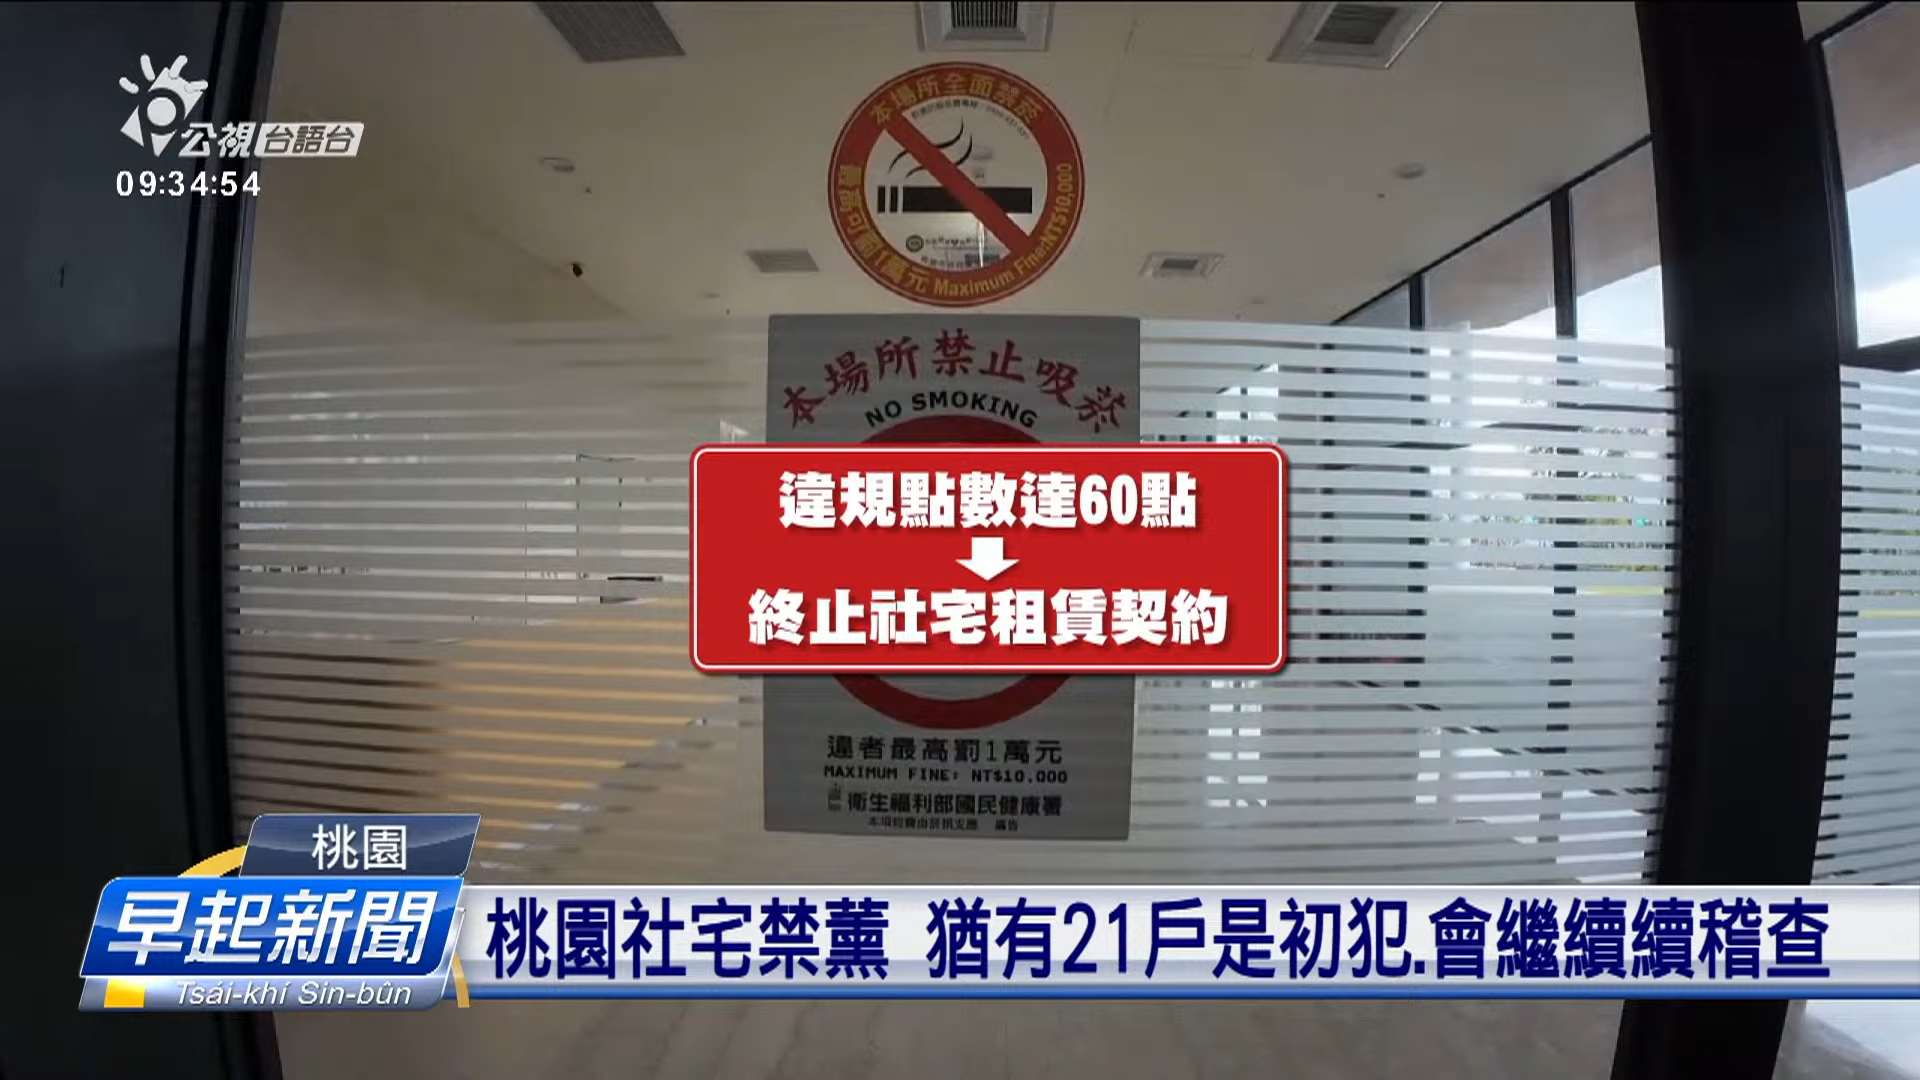 公視台語台
09:34:54
本場所全面禁菸
最高可罰1萬元 Maximum Fine:NT$10,000
本場所禁止吸菸
NO SMOKING
違規點數達60點
終止社宅租賃契約
違者最高罰1萬元
MAXIMUM FINE: NT$10.000
衛生福利部國民健康署
桃園
早起新聞
Tsái-khí Sin-bûn
桃園社宅禁薰 猶有21戶是初犯.會繼續續稽查